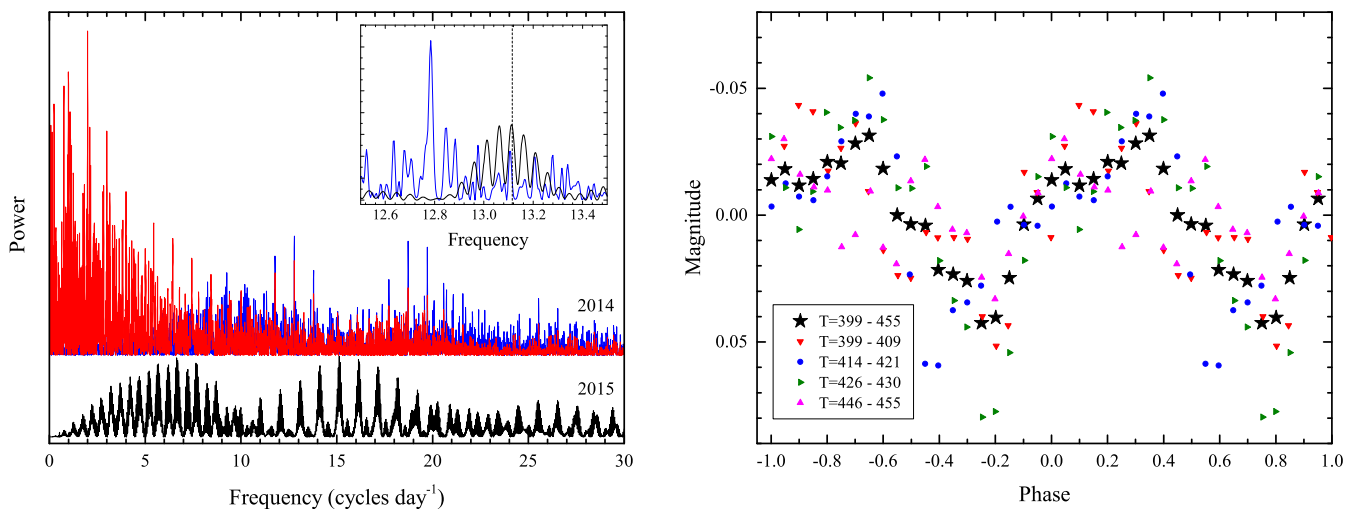 Power
2014
2015
0 5 10 15 20 25 30
Frequency (cycles day-1)
12.6 12.8 13.0 13.2 13.4
Frequency
Magnitude
-0.05
0.00
0.05
T=399 - 455
T=399 - 409
T=414 - 421
T=426 - 430
T=446 - 455
-1.0 -0.8 -0.6 -0.4 -0.2 0.0 0.2 0.4 0.6 0.8 1.0
Phase